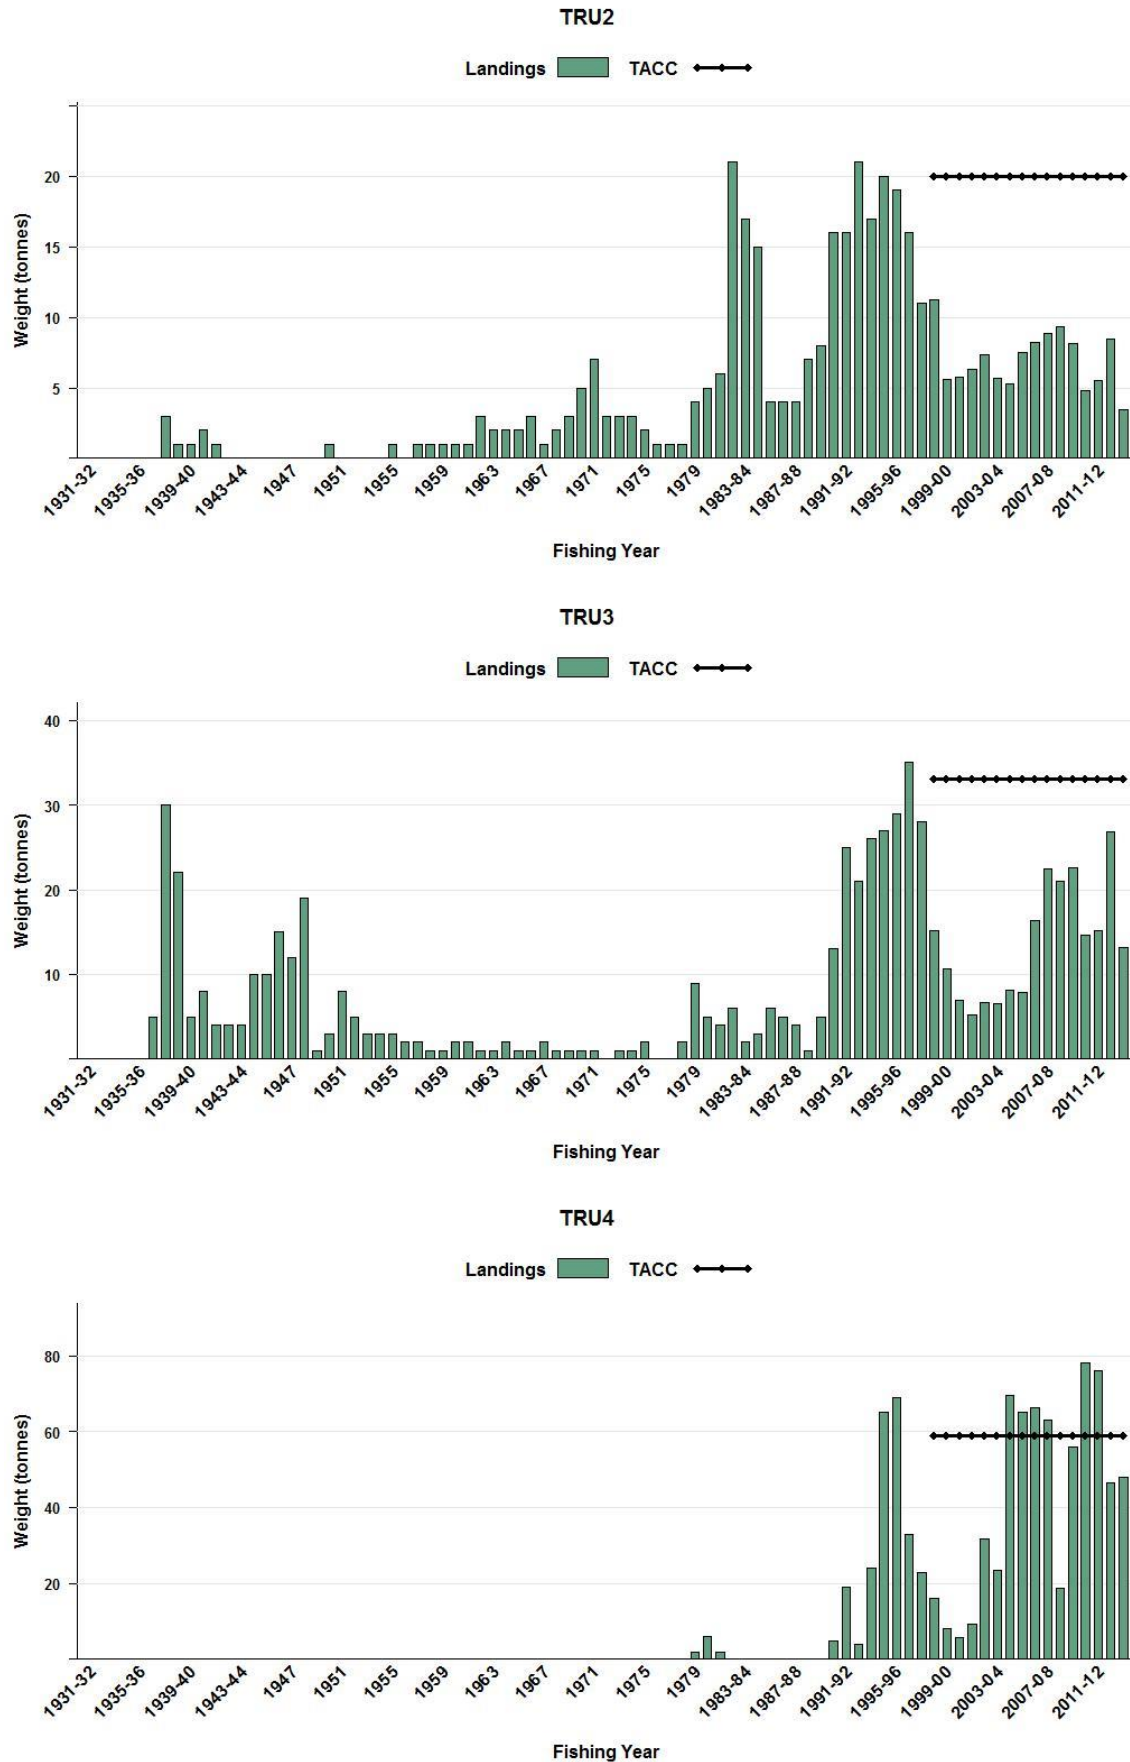 TRU2
Landings TACC
Weight (tonnes)
20
15
10
5
1931-32 1935-36 1939-40 1943-44 1947 1951 1955 1959 1963 1967 1971 1975 1979 1983-84 1987-88 1991-92 1995-96 1999-00 2003-04 2007-08 2011-12
Fishing Year
TRU3
Landings TACC
Weight (tonnes)
40
30
20
10
1931-32 1935-36 1939-40 1943-44 1947 1951 1955 1959 1963 1967 1971 1975 1979 1983-84 1987-88 1991-92 1995-96 1999-00 2003-04 2007-08 2011-12
Fishing Year
TRU4
Landings TACC
Weight (tonnes)
80
60
40
20
1931-32 1935-36 1939-40 1943-44 1947 1951 1955 1959 1963 1967 1971 1975 1979 1983-84 1987-88 1991-92 1995-96 1999-00 2003-04 2007-08 2011-12
Fishing Year